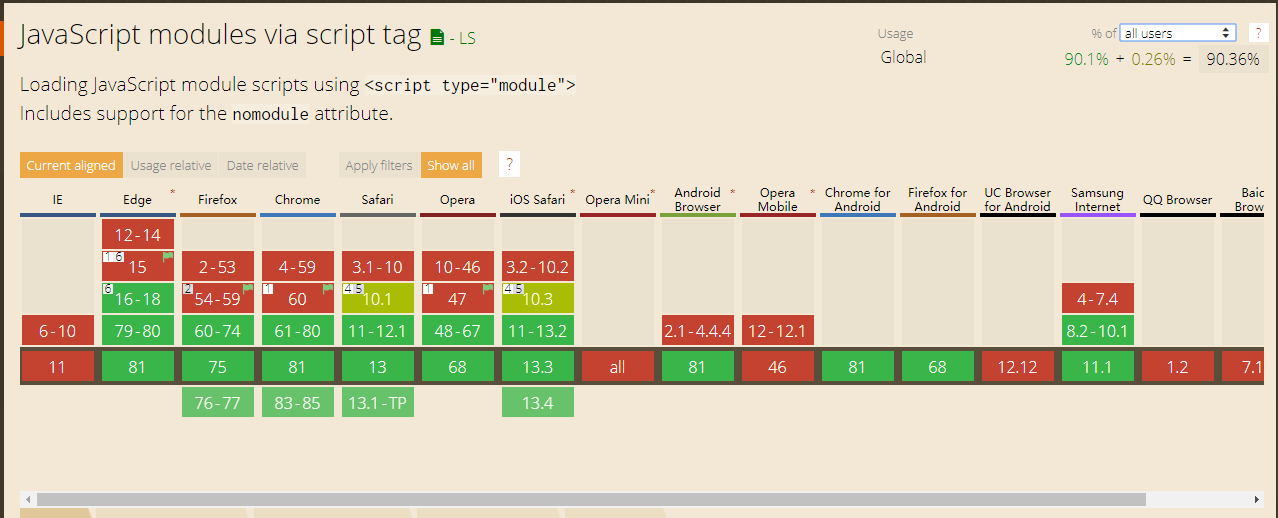 JavaScript modules via script tag - LS
Usage % of all users ?
Global 90.1% + 0.26% = 90.36%
Loading JavaScript module scripts using <script type="module">
Includes support for the nomodule attribute.
Current aligned Usage relative Date relative Apply filters Show all ?
IE Edge * Firefox Chrome Safari Opera iOS Safari * Opera Mini * Android Browser * Opera Mobile * Chrome for Android Firefox for Android UC Browser for Android Samsung Internet QQ Browser Baid Brow
12-14
1 6 15 2-53 4-59 3.1-10 10-46 3.2-10.2
6 16-18 2 54-59 1 60 4 5 10.1 1 47 4 5 10.3 4-7.4
6-10 79-80 60-74 61-80 11-12.1 48-67 11-13.2 2.1-4.4.4 12-12.1 8.2-10.1
11 81 75 81 13 68 13.3 all 81 46 81 68 12.12 11.1 1.2 7.1
76-77 83-85 13.1-TP 13.4